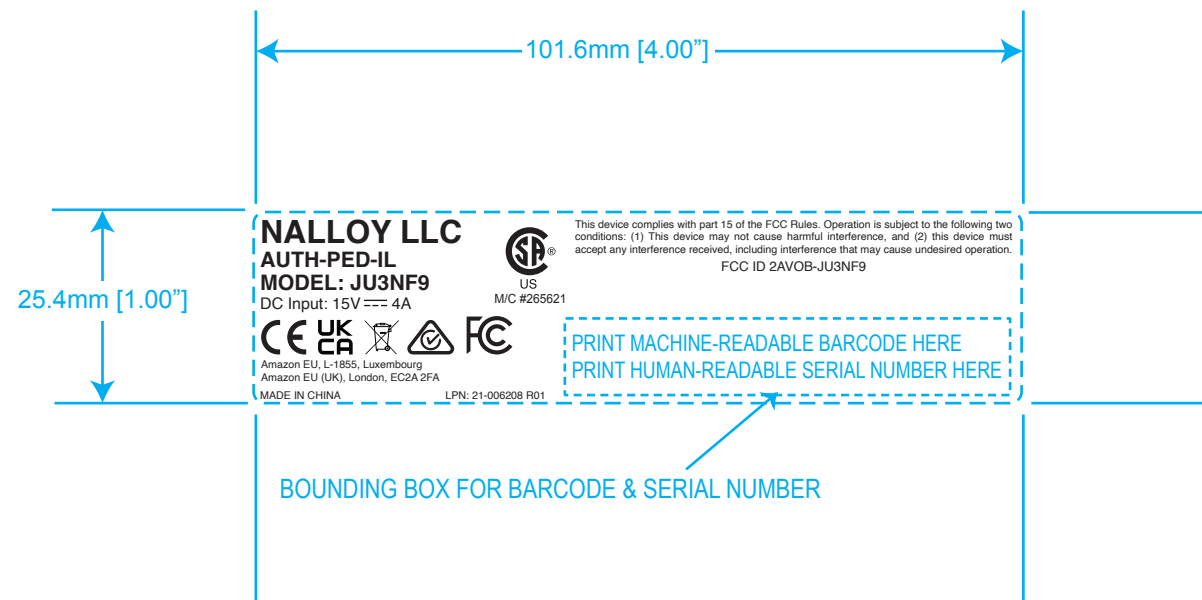 101.6mm [4.00”]
25.4mm [1.00”]
NALLOY LLC
AUTH-PED-IL
MODEL: JU3NF9
DC Input: 15V ⎓ 4A
CE UK CA FC
Amazon EU, L-1855, Luxembourg
Amazon EU (UK), London, EC2A 2FA
MADE IN CHINA
LPN: 21-006208 R01
SA ®
US
M/C #265621
This device complies with part 15 of the FCC Rules. Operation is subject to the following two
conditions: (1) This device may not cause harmful interference, and (2) this device must
accept any interference received, including interference that may cause undesired operation.
FCC ID 2AVOB-JU3NF9
PRINT MACHINE-READABLE BARCODE HERE
PRINT HUMAN-READABLE SERIAL NUMBER HERE
BOUNDING BOX FOR BARCODE & SERIAL NUMBER